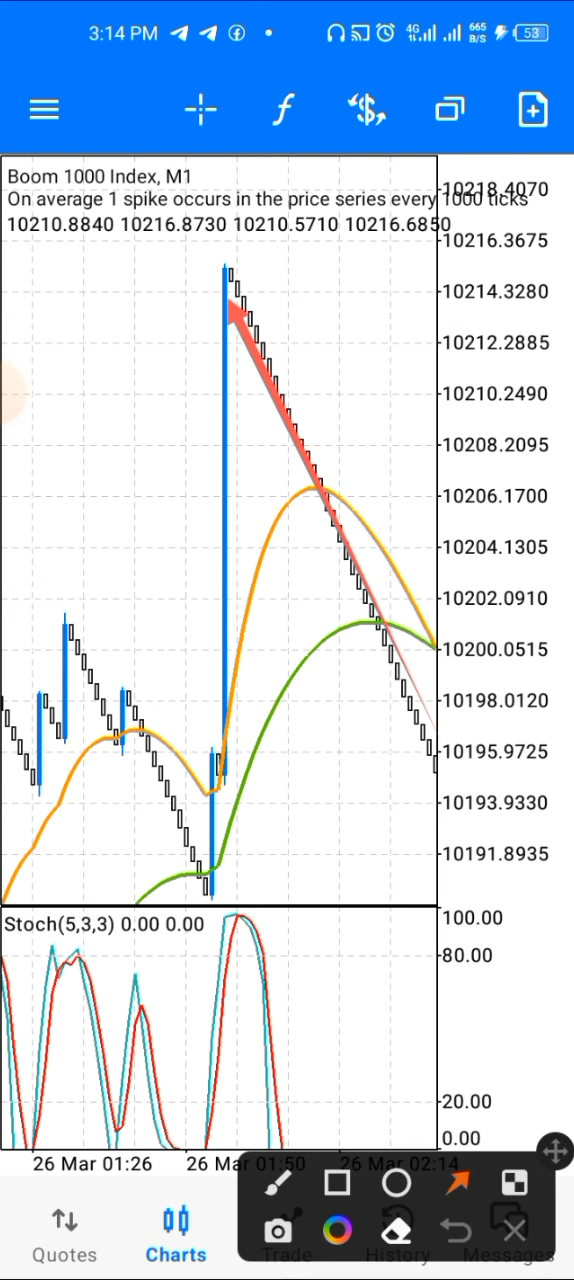 3:14 PM
4G
665 B/S
53
f
$
Boom 1000 Index, M1
On average 1 spike occurs in the price series every 1000 ticks
10210.8840 10216.8730 10210.5710 10216.6850
10218.4070
10216.3675
10214.3280
10212.2885
10210.2490
10208.2095
10206.1700
10204.1305
10202.0910
10200.0515
10198.0120
10195.9725
10193.9330
10191.8935
Stoch(5,3,3) 0.00 0.00
100.00
80.00
20.00
0.00
26 Mar 01:26
26 Mar 01:50
26 Mar 02:14
Quotes
Charts
Trade
History
Messages